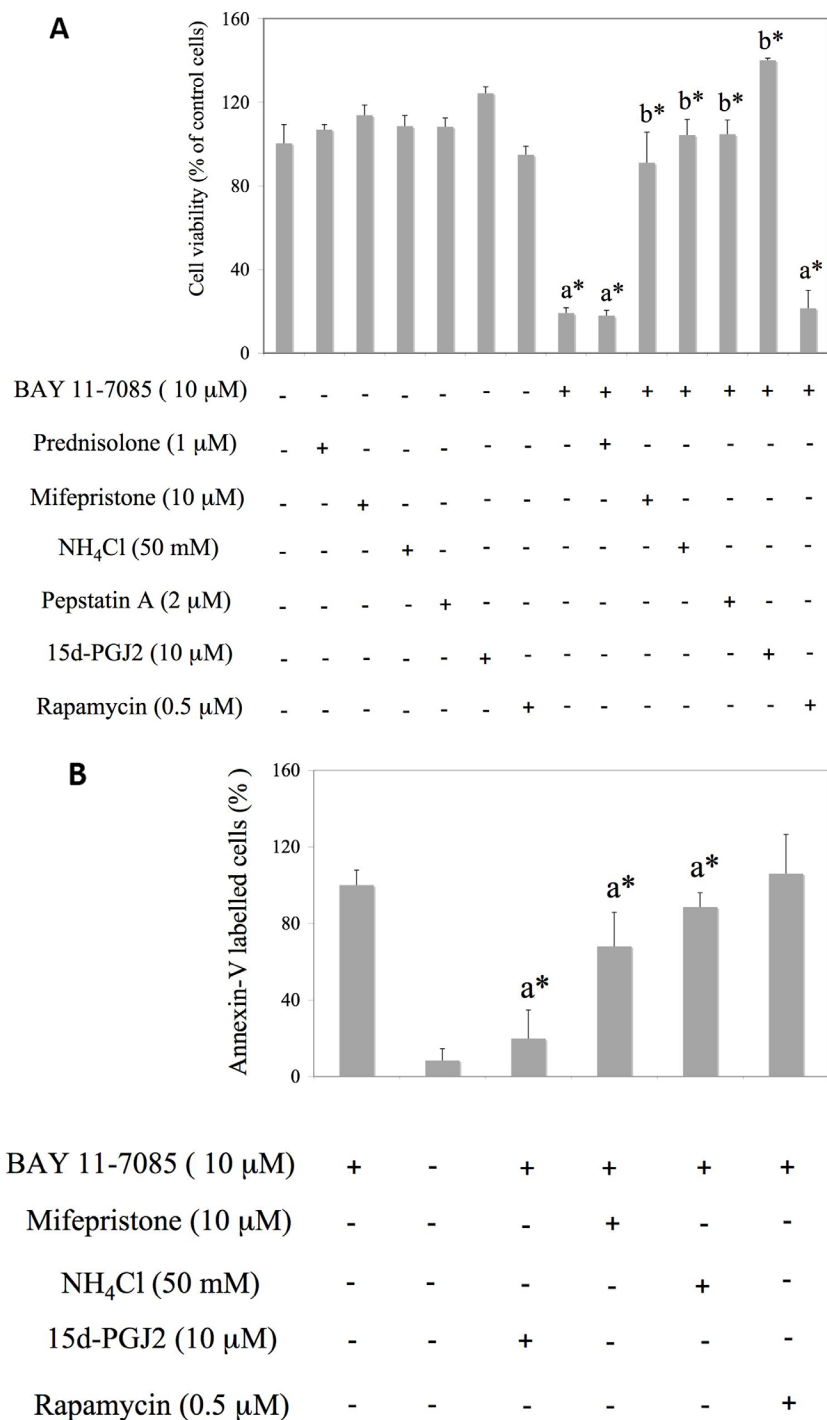 A
160
120
80
40
0
Cell viability (% of control cells)
a* a* b* b* b* b* a*
BAY 11-7085 ( 10 µM) - - - - - - - + + + + + + +
Prednisolone (1 µM) - + - - - - - - + - - - - -
Mifepristone (10 µM) - - + - - - - - - + - - - -
NH₄Cl (50 mM) - - - + - - - - - - + - - -
Pepstatin A (2 µM) - - - - + - - - - - - + - -
15d-PGJ2 (10 µM) - - - - - + - - - - - - + -
Rapamycin (0.5 µM) - - - - - - + - - - - - - +
B
160
120
80
40
0
Annexin-V labelled cells (% )
a* a* a*
BAY 11-7085 ( 10 µM) + - + + + +
Mifepristone (10 µM) - - - + - -
NH₄Cl (50 mM) - - - - + -
15d-PGJ2 (10 µM) - - + - - -
Rapamycin (0.5 µM) - - - - - +